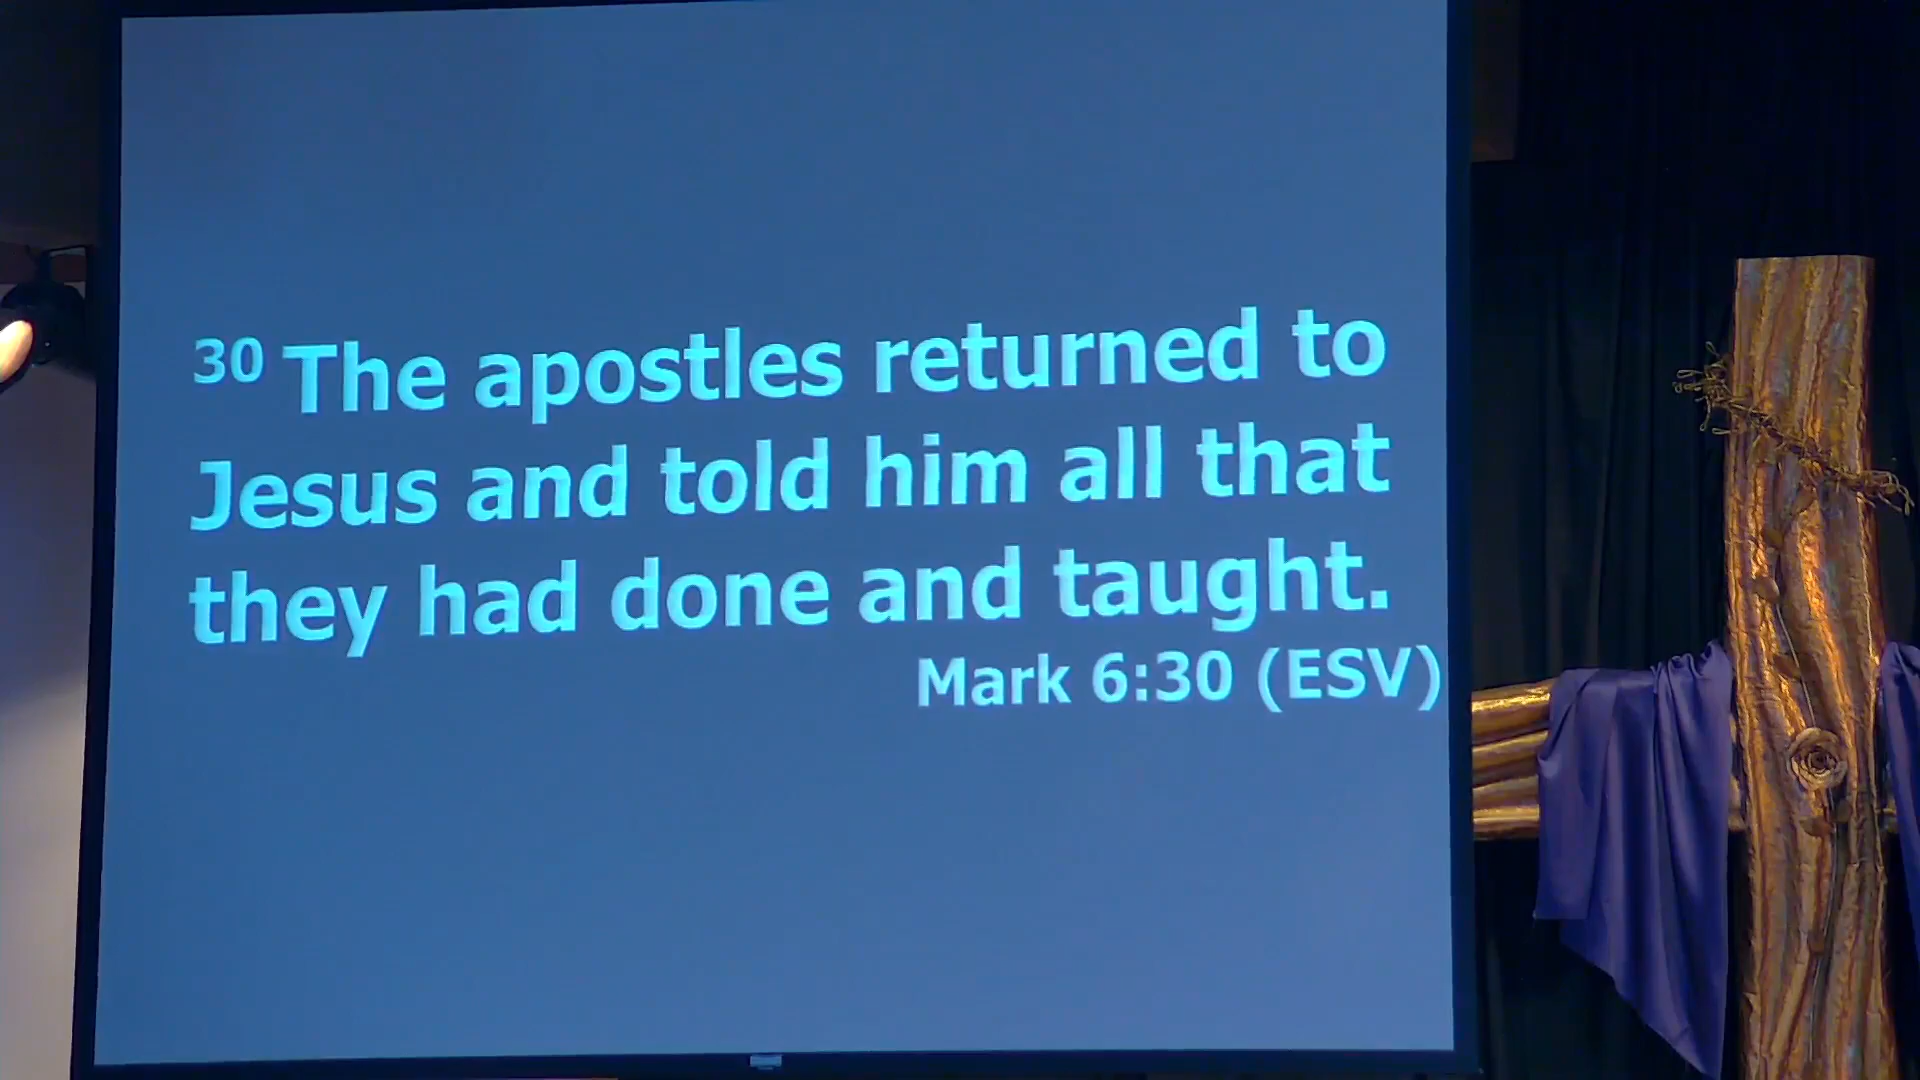 30 The apostles returned to
Jesus and told him all that
they had done and taught.
Mark 6:30 (ESV)